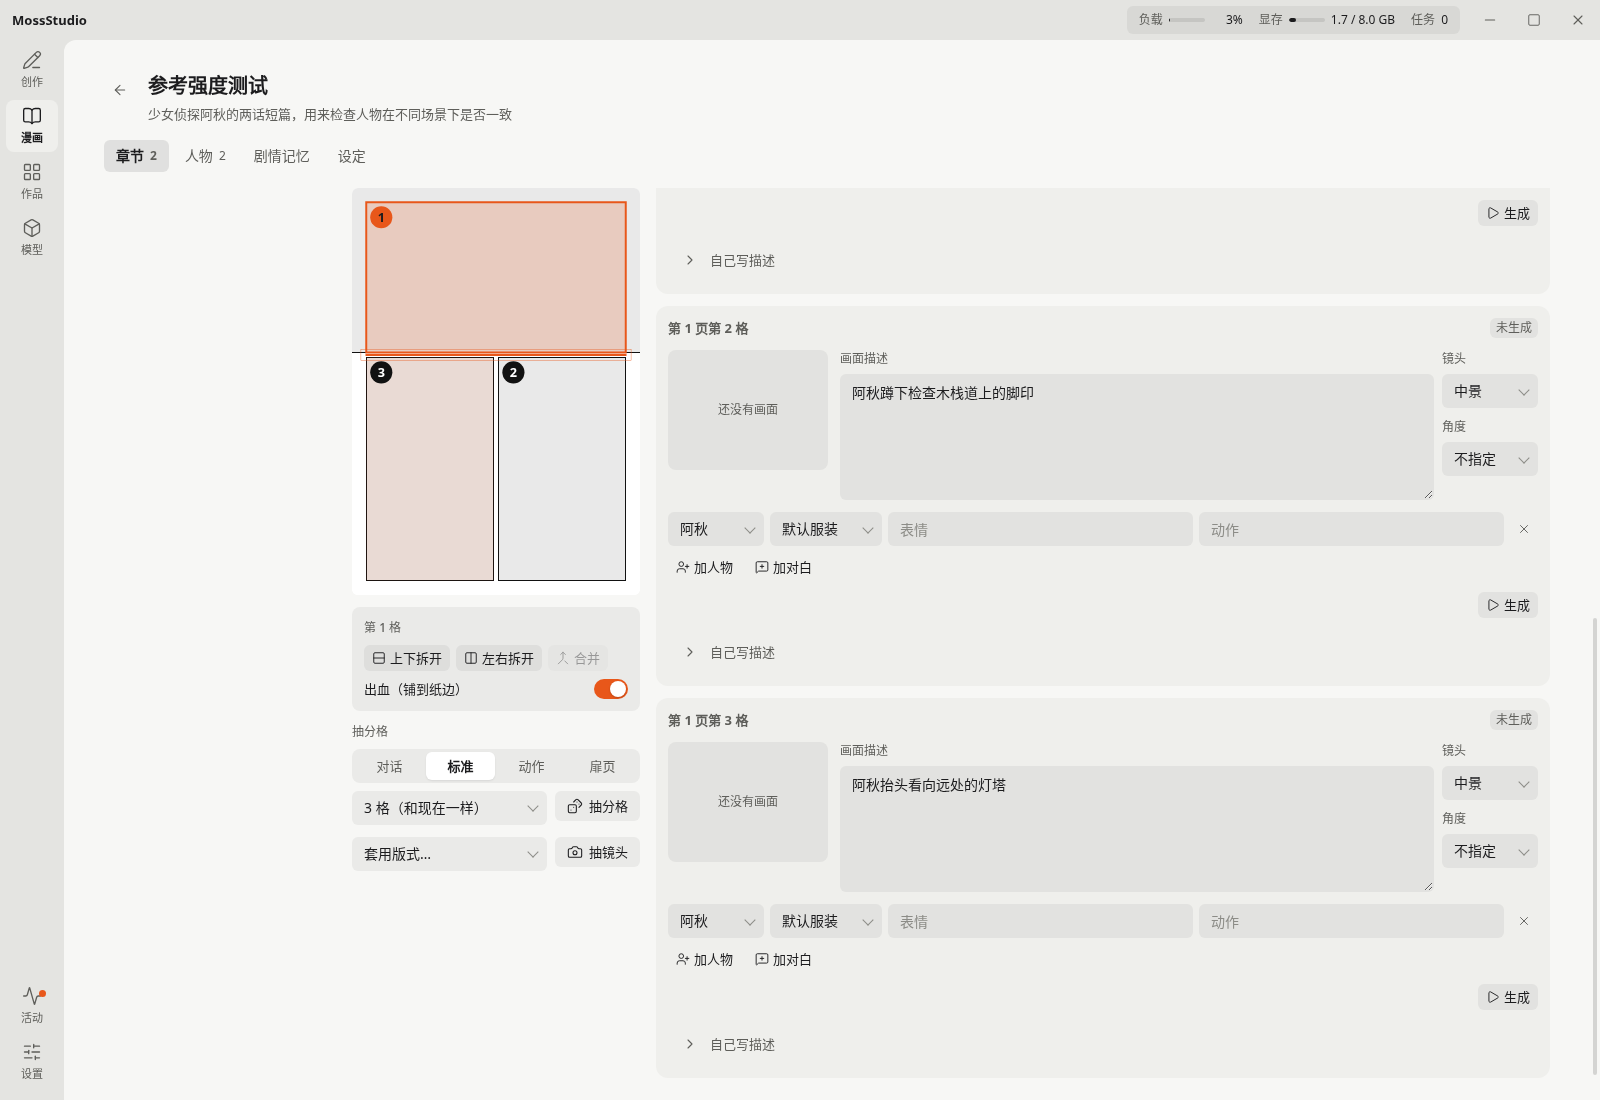 MossStudio
负载 3% 显存 1.7 / 8.0 GB 任务 0
创作
漫画
作品
模型
活动
设置
参考强度测试
少女侦探阿秋的两话短篇，用来检查人物在不同场景下是否一致
章节 2 人物 2 剧情记忆 设定
1
3 2
第 1 格
上下拆开 左右拆开 合并
出血（铺到纸边）
抽分格
对话 标准 动作 扉页
3 格（和现在一样） 抽分格
套用版式... 抽镜头
生成
自己写描述
第 1 页第 2 格 未生成
还没有画面
画面描述
阿秋蹲下检查木栈道上的脚印
镜头
中景
角度
不指定
阿秋 默认服装 表情 动作
加人物 加对白
生成
自己写描述
第 1 页第 3 格 未生成
还没有画面
画面描述
阿秋抬头看向远处的灯塔
镜头
中景
角度
不指定
阿秋 默认服装 表情 动作
加人物 加对白
生成
自己写描述